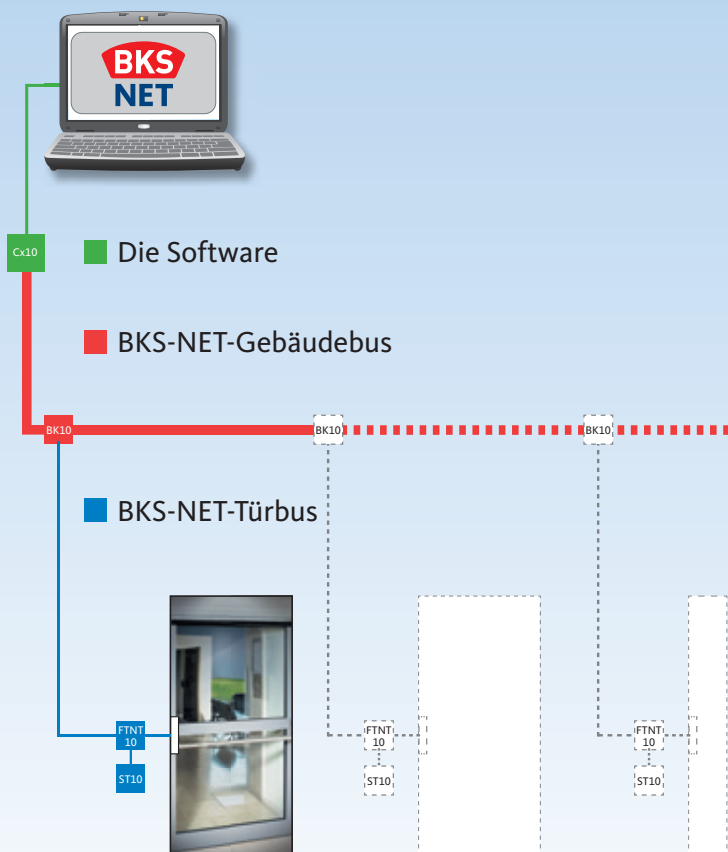 BKS
NET
Cx10
Die Software
BKS-NET-Gebäudebus
BK10
BK10
BK10
BKS-NET-Türbus
FTNT
10
ST10
FTNT
10
ST10
FTNT
10
ST10